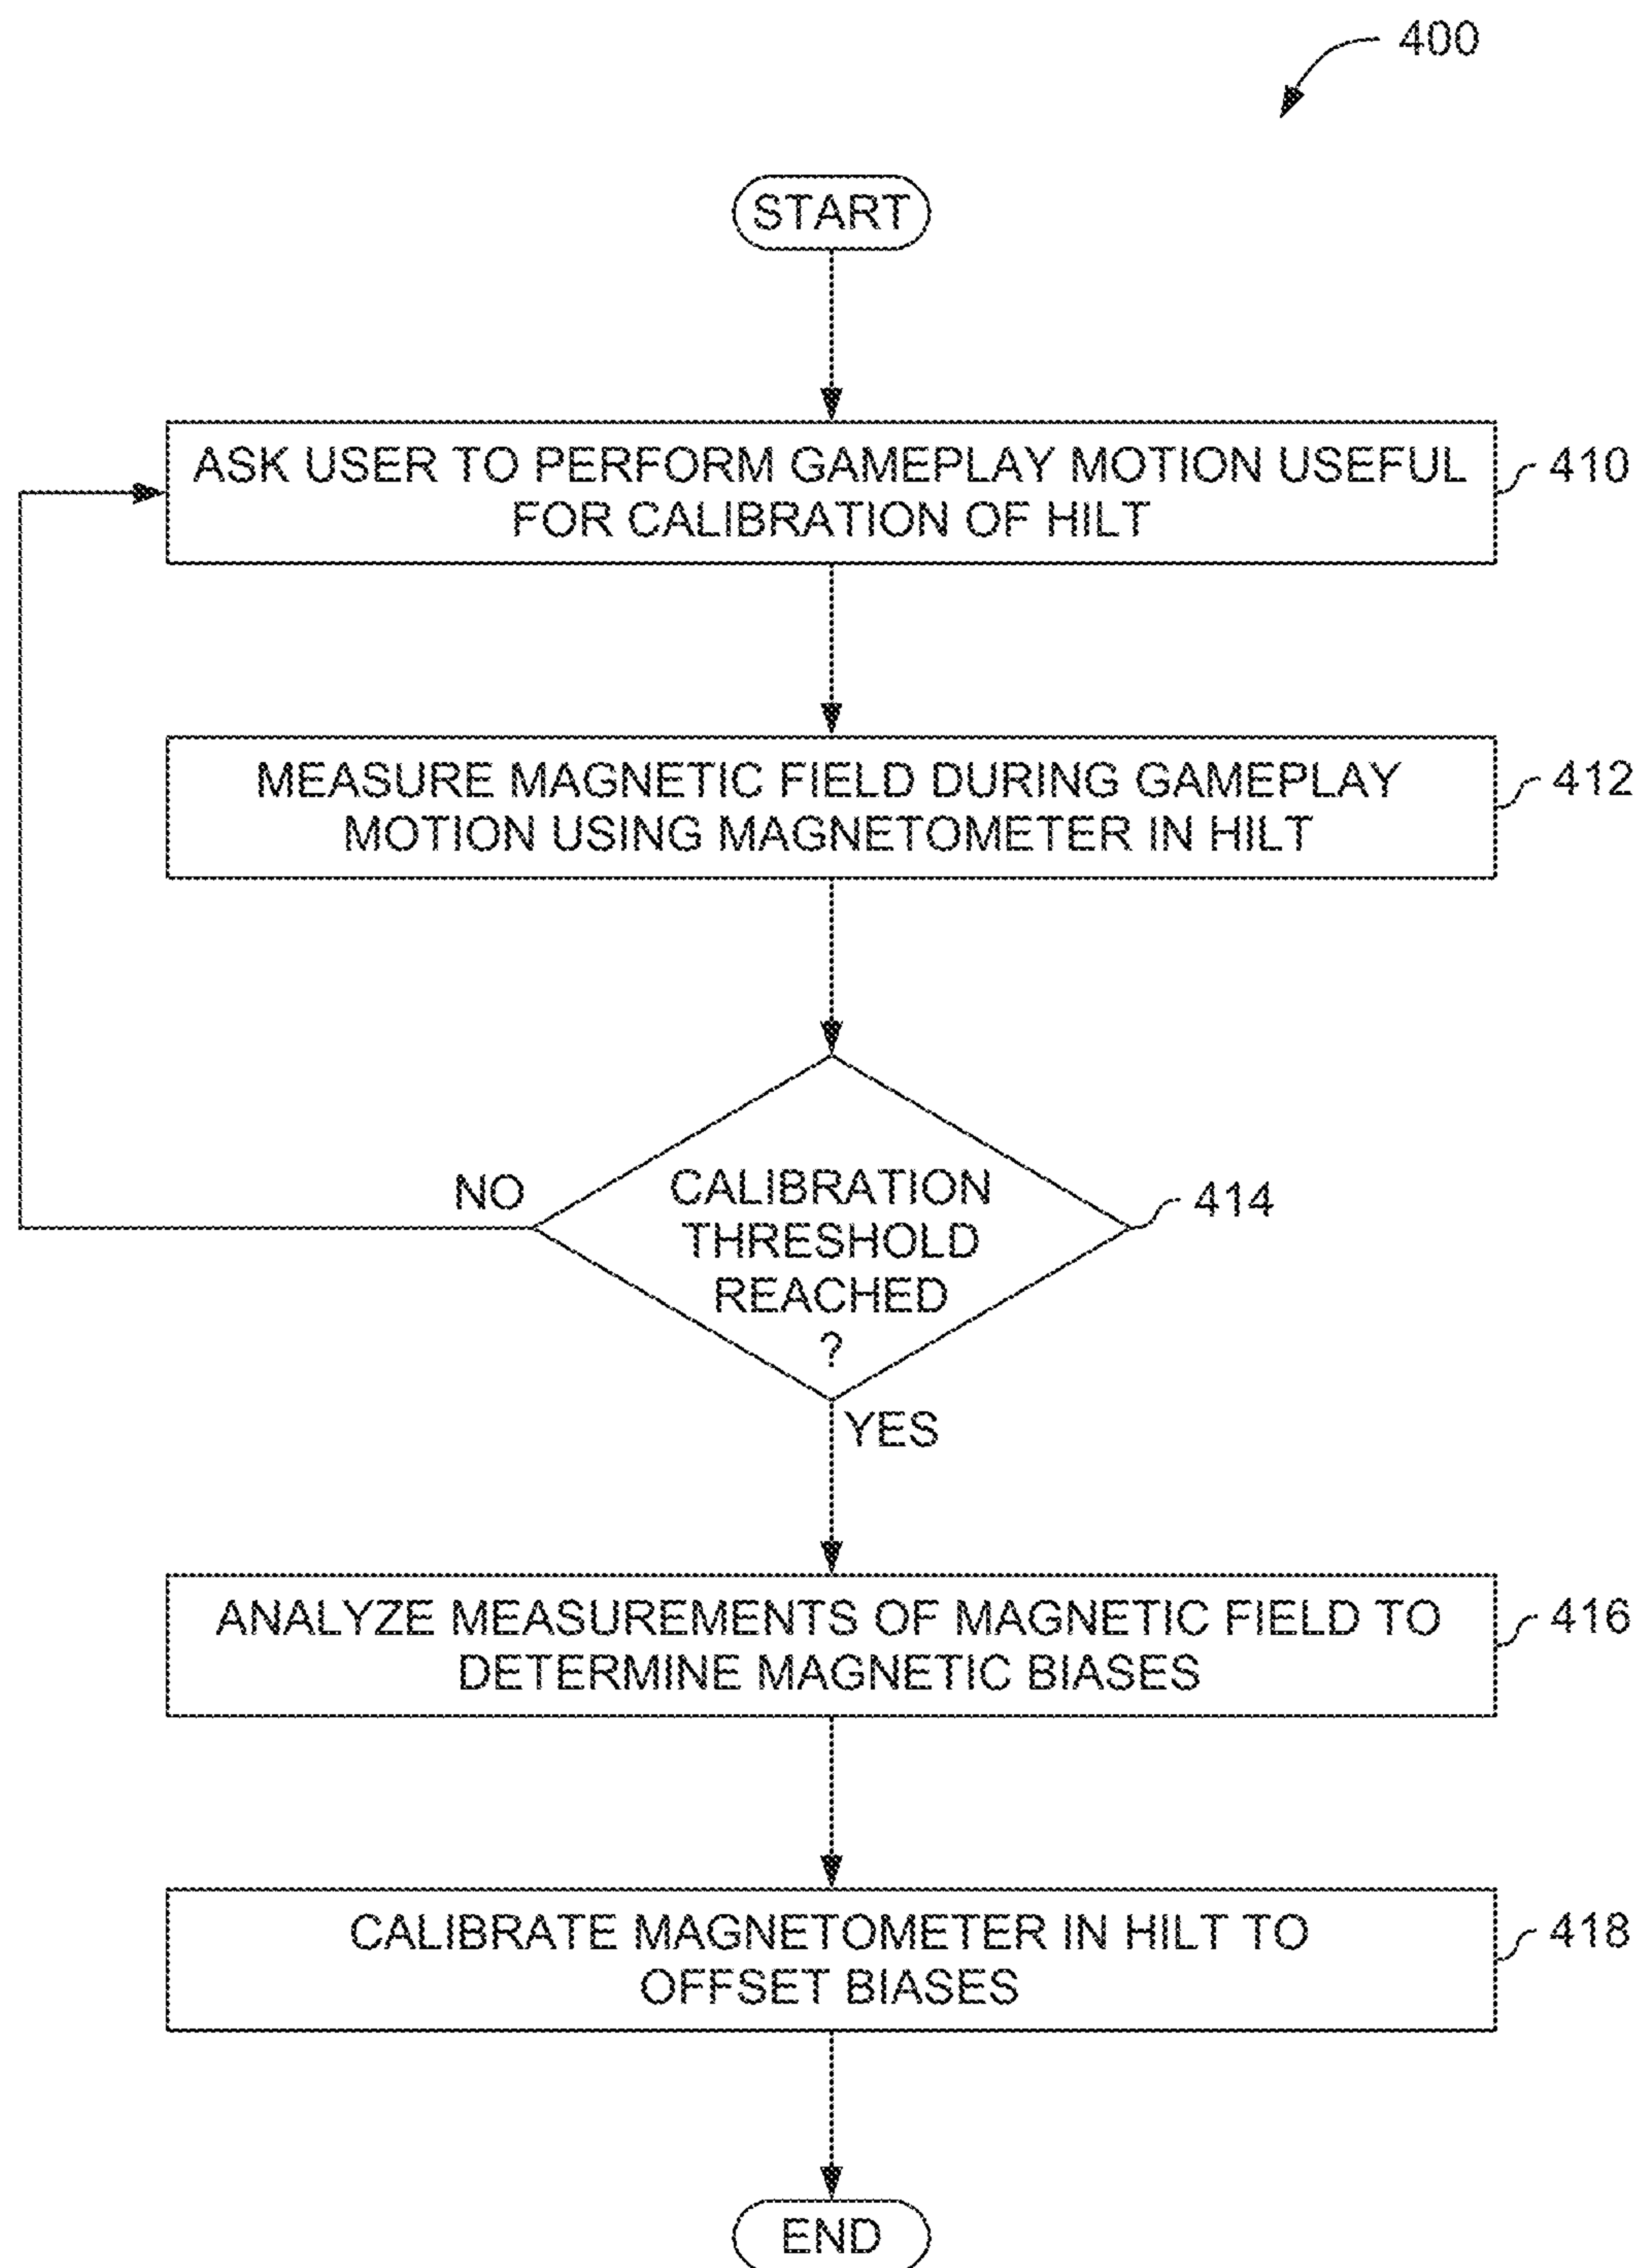 400
START
ASK USER TO PERFORM GAMEPLAY MOTION USEFUL
FOR CALIBRATION OF HILT
410
MEASURE MAGNETIC FIELD DURING GAMEPLAY
MOTION USING MAGNETOMETER IN HILT
412
NO
CALIBRATION
THRESHOLD
REACHED
?
414
YES
ANALYZE MEASUREMENTS OF MAGNETIC FIELD TO
DETERMINE MAGNETIC BIASES
416
CALIBRATE MAGNETOMETER IN HILT TO
OFFSET BIASES
418
END